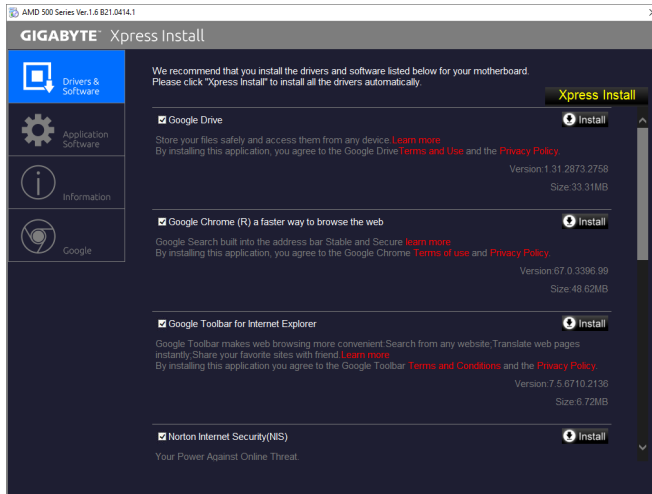 AMD 500 Series Ver.1.6 B21.0414.1
GIGABYTE™ Xpress Install
Drivers &
Software
Application
Software
Information
Google
We recommend that you install the drivers and software listed below for your motherboard.
Please click "Xpress Install" to install all the drivers automatically.
Xpress Install
Google Drive
Install
Store your files safely and access them from any device.Learn more
By installing this application, you agree to the Google DriveTerms and Use and the Privacy Policy.
Version:1.31.2873.2758
Size:33.31MB
Google Chrome (R) a faster way to browse the web
Install
Google Search built into the address bar Stable and Secure learn more
By installing this application, you agree to the Google Chrome Terms of use and Privacy Policy.
Version:67.0.3396.99
Size:48.62MB
Google Toolbar for Internet Explorer
Install
Google Toolbar makes web browsing more convenient:Search from any website;Translate web pages
instantly;Share your favorite sites with friend.Learn more
By installing this application you agree to the Google Toolbar Terms and Conditions and the Privacy Policy.
Version:7.5.6710.2136
Size:6.72MB
Norton Internet Security(NIS)
Install
Your Power Against Online Threat.